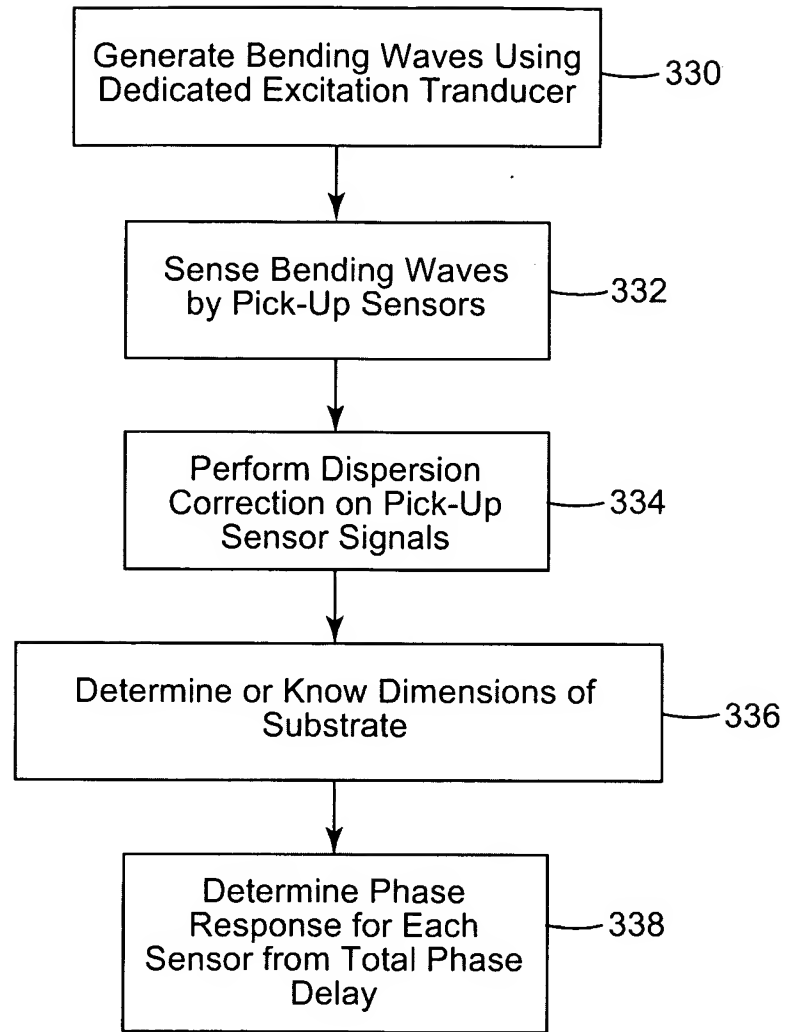 Generate Bending Waves Using
Dedicated Excitation Tranducer
330
Sense Bending Waves
by Pick-Up Sensors
332
Perform Dispersion
Correction on Pick-Up
Sensor Signals
334
Determine or Know Dimensions of
Substrate
336
Determine Phase
Response for Each
Sensor from Total Phase
Delay
338